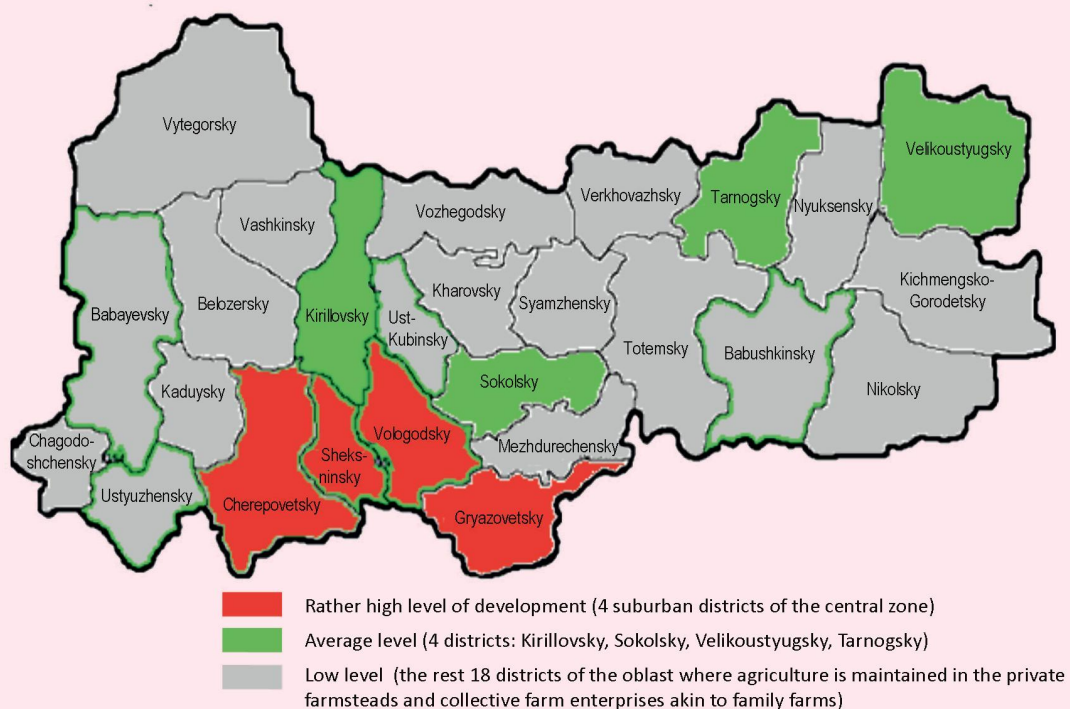 Vytegorsky
Velikoustyugsky
Tarnogsky
Verkhovazhsky
Nyuksensky
Vozhegodsky
Vashkinsky
Kichmengsko-
Gorodetsky
Belozersky
Kharovsky
Syamzhensky
Babayevsky
Kirillovsky
Ust-
Kubinsky
Totemsky
Babushkinsky
Sokolsky
Nikolsky
Kaduysky
Vologodsky
Chagodo-
shchensky
Mezhdurechensky
Sheks-
ninsky
Ustyuzhensky
Cherepovetsky
Gryazovetsky
Rather high level of development (4 suburban districts of the central zone)
Average level (4 districts: Kirillovsky, Sokolsky, Velikoustyugsky, Tarnogsky)
Low level (the rest 18 districts of the oblast where agriculture is maintained in the private
farmsteads and collective farm enterprises akin to family farms)